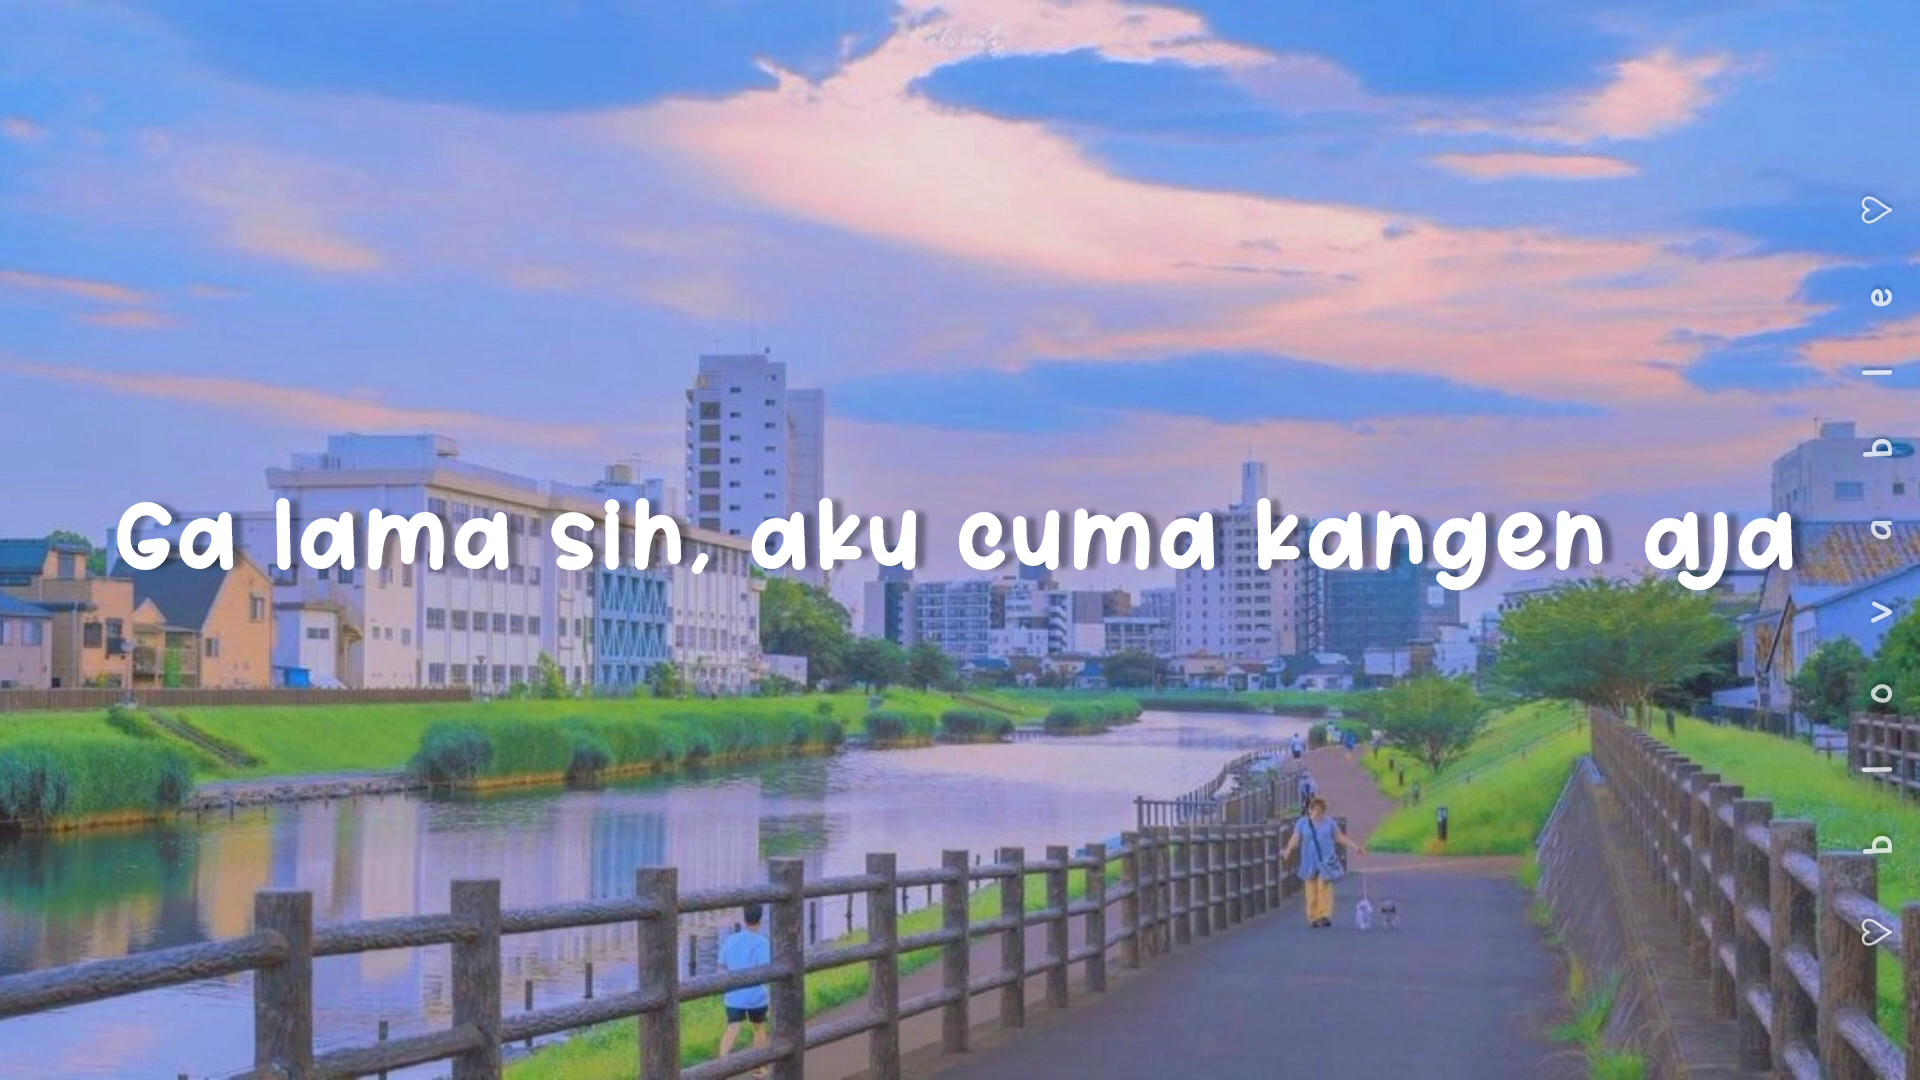 Ga lama sih, aku cuma kangen aja
♡ blovable ♡